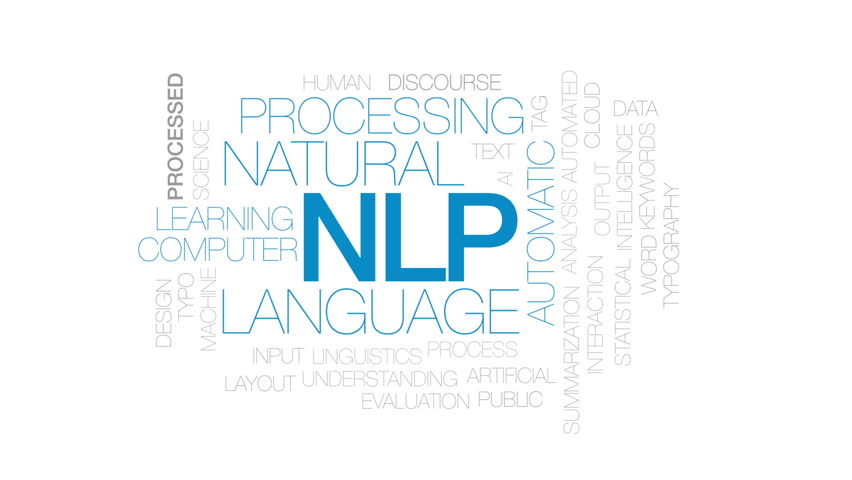 HUMAN DISCOURSE
PROCESSING
NATURAL
TEXT
AI
TAG
NLP
LEARNING
COMPUTER
LANGUAGE
AUTOMATIC
PROCESSED
SCIENCE
DESIGN
TYPO
MACHINE
INPUT LINGUISTICS PROCESS
LAYOUT UNDERSTANDING ARTIFICIAL
EVALUATION PUBLIC
SUMMARIZATION ANALYSIS AUTOMATED
CLOUD
OUTPUT
INTERACTION
DATA
STATISTICAL INTELLIGENCE
WORD KEYWORDS
TYPOGRAPHY